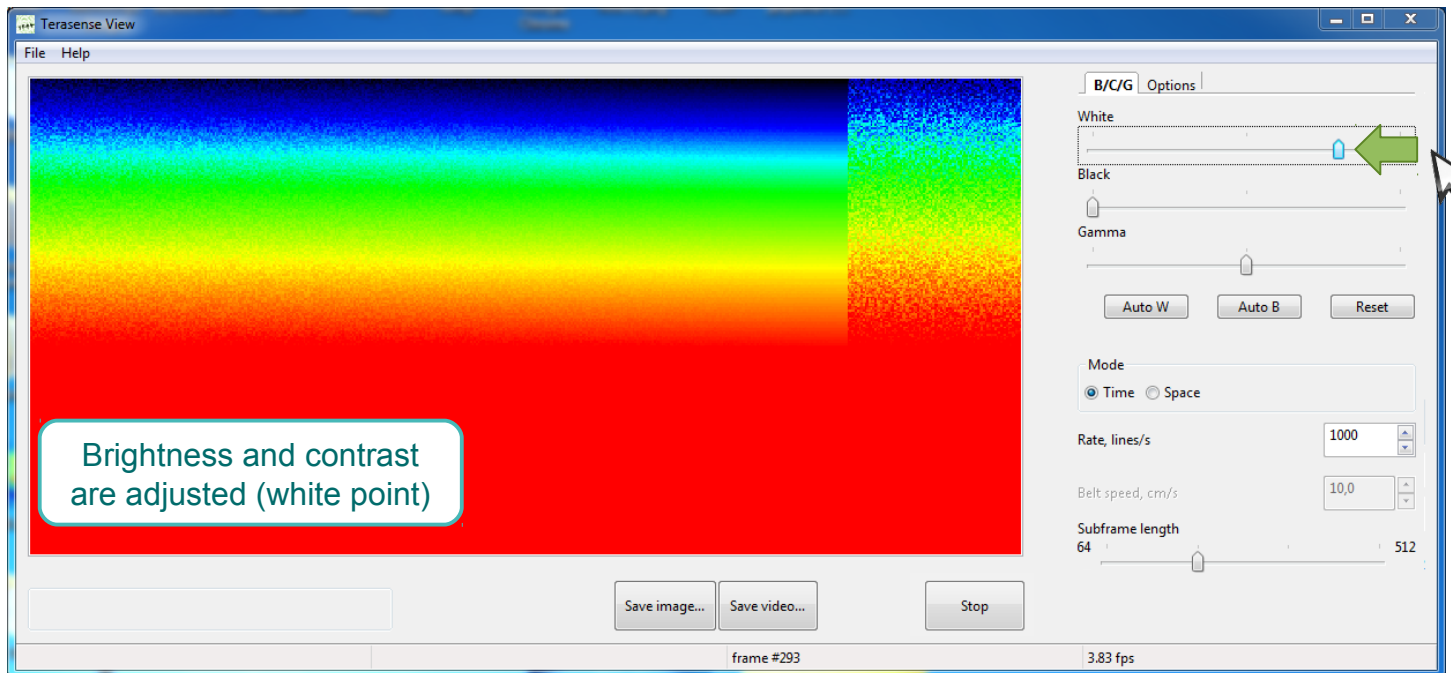 Terasense View
File Help
B/C/G Options
White
Black
Gamma
Auto W Auto B Reset
Mode
Time Space
Rate, lines/s 1000
Belt speed, cm/s 10,0
Subframe length
64 512
Brightness and contrast
are adjusted (white point)
Save image... Save video... Stop
frame #293 3.83 fps